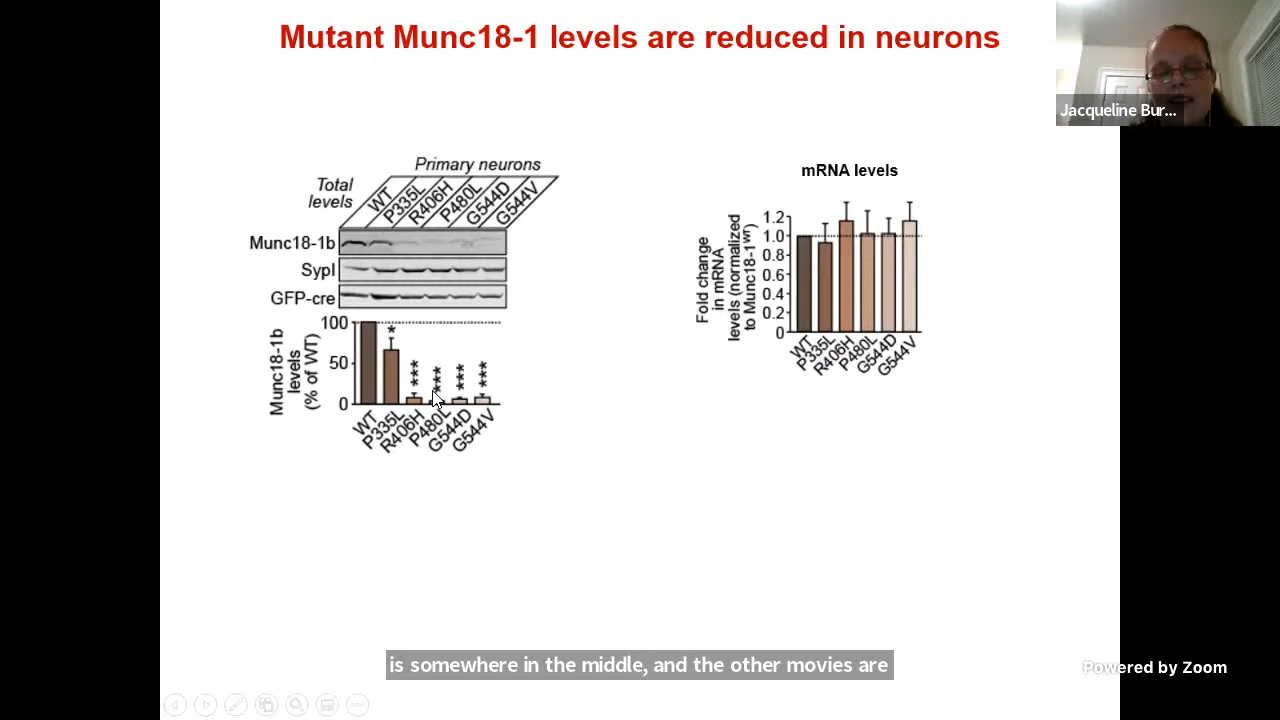 Mutant Munc18-1 levels are reduced in neurons
Jacqueline Bur...
Primary neurons
Total
levels
WT
P335L
R406H
P480L
G544D
G544V
Munc18-1b
SypI
GFP-cre
Munc18-1b
levels
(% of WT)
100
50
0
*
***
***
***
***
WT
P335L
R406H
P480L
G544D
G544V
mRNA levels
Fold change
in mRNA
levels (normalized
to Munc18-1WT)
1.2
1.0
0.8
0.6
0.4
0.2
0
WT
P335L
R406H
P480L
G544D
G544V
is somewhere in the middle, and the other movies are
Powered by Zoom